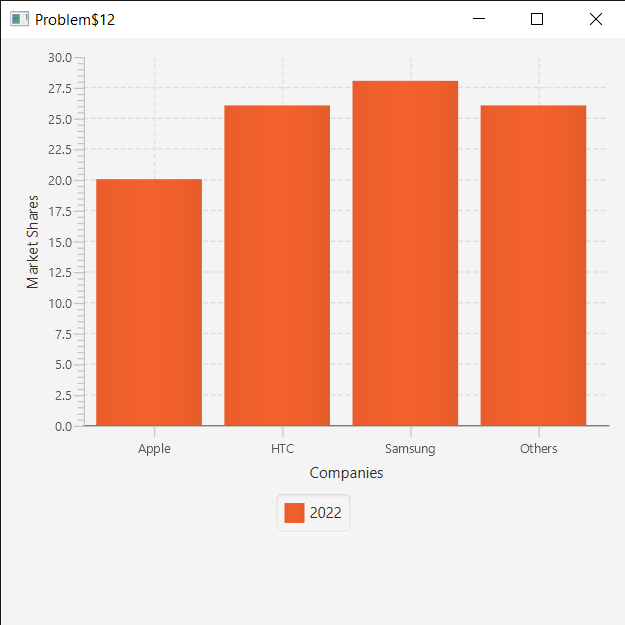 Problem$12
30.0
27.5
25.0
22.5
20.0
17.5
15.0
12.5
10.0
7.5
5.0
2.5
0.0
Market Shares
Apple
HTC
Samsung
Others
Companies
2022